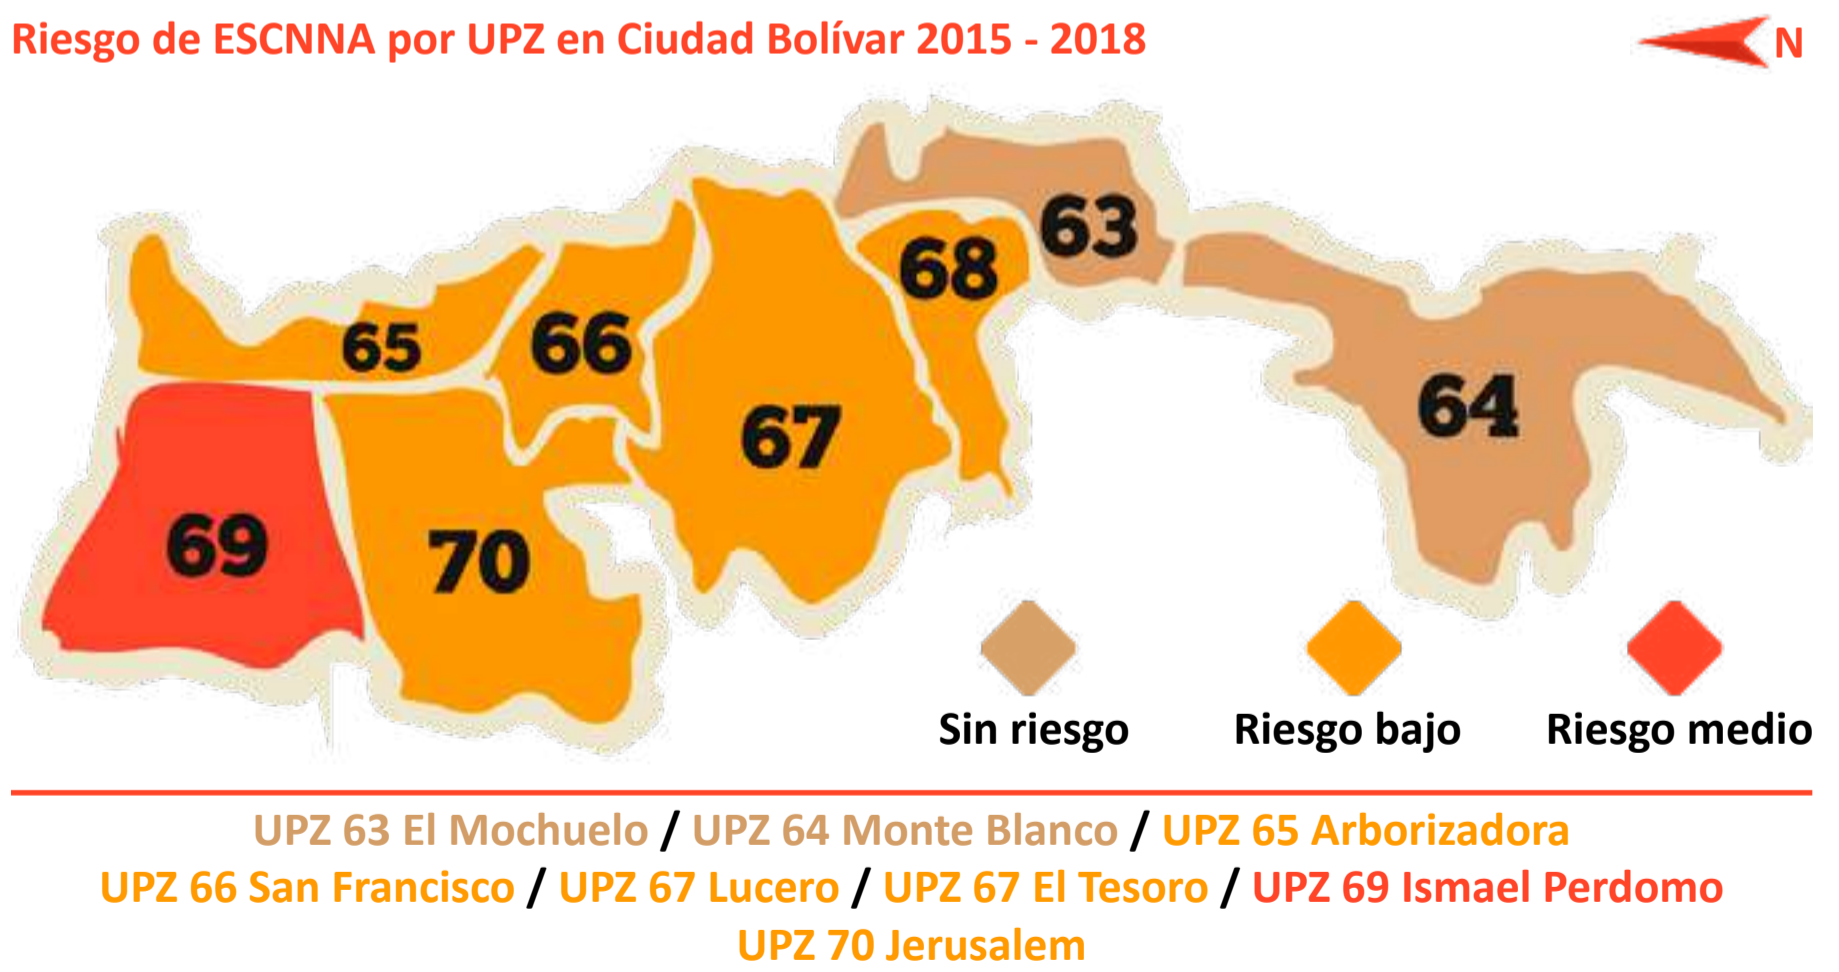 Riesgo de ESCNNA por UPZ en Ciudad Bolívar 2015 - 2018
N
63
68
65
66
64
67
69
70
Sin riesgo
Riesgo bajo
Riesgo medio
UPZ 63 El Mochuelo / UPZ 64 Monte Blanco / UPZ 65 Arborizadora
UPZ 66 San Francisco / UPZ 67 Lucero / UPZ 67 El Tesoro / UPZ 69 Ismael Perdomo
UPZ 70 Jerusalem